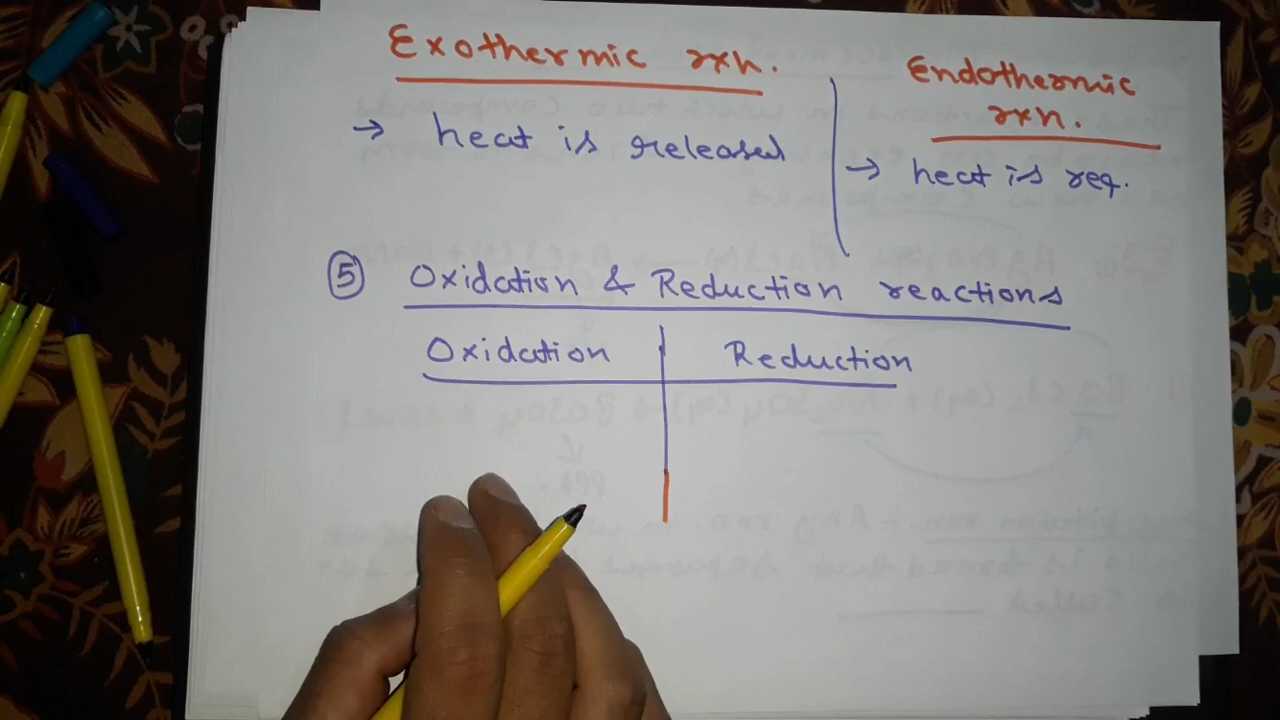 Exothermic rxn.
→ heat is released
Endothermic
rxn.
→ heat is req.
⑤ Oxidation & Reduction reactions
Oxidation
Reduction